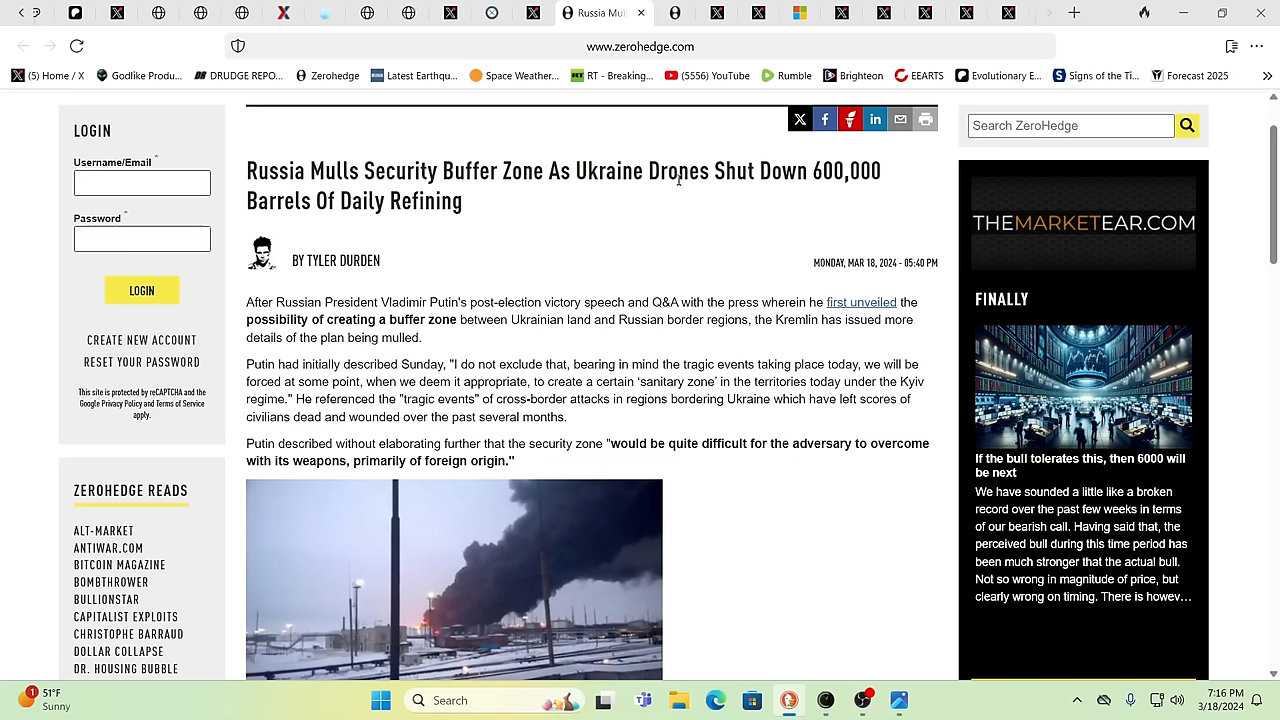 Russia Mul
www.zerohedge.com
(5) Home / X
Godlike Produ...
DRUDGE REPO...
Zerohedge
Latest Earthqu...
Space Weather...
RT - Breaking...
(5556) YouTube
Rumble
Brighteon
EEARTS
Evolutionary E...
Signs of the Ti...
Forecast 2025
LOGIN
Username/Email *
Password *
LOGIN
CREATE NEW ACCOUNT
RESET YOUR PASSWORD
This site is protected by reCAPTCHA and the
Google Privacy Policy and Terms of Service
apply.
ZEROHEDGE READS
ALT-MARKET
ANTIWAR.COM
BITCOIN MAGAZINE
BOMBTHROWER
BULLIONSTAR
CAPITALIST EXPLOITS
CHRISTOPHE BARRAUD
DOLLAR COLLAPSE
DR. HOUSING BUBBLE
Russia Mulls Security Buffer Zone As Ukraine Drones Shut Down 600,000
Barrels Of Daily Refining
BY TYLER DURDEN
MONDAY, MAR 18, 2024 - 05:40 PM
After Russian President Vladimir Putin's post-election victory speech and Q&A with the press wherein he first unveiled the
possibility of creating a buffer zone between Ukrainian land and Russian border regions, the Kremlin has issued more
details of the plan being mulled.
Putin had initially described Sunday, "I do not exclude that, bearing in mind the tragic events taking place today, we will be
forced at some point, when we deem it appropriate, to create a certain ‘sanitary zone’ in the territories today under the Kyiv
regime." He referenced the "tragic events" of cross-border attacks in regions bordering Ukraine which have left scores of
civilians dead and wounded over the past several months.
Putin described without elaborating further that the security zone "would be quite difficult for the adversary to overcome
with its weapons, primarily of foreign origin."
Search ZeroHedge
THEMARKETEAR.COM
FINALLY
If the bull tolerates this, then 6000 will
be next
We have sounded a little like a broken
record over the past few weeks in terms
of our bearish call. Having said that, the
perceived bull during this time period has
been much stronger that the actual bull.
Not so wrong in magnitude of price, but
clearly wrong on timing. There is howev...
1
51°F
Sunny
Search
7:16 PM
3/18/2024